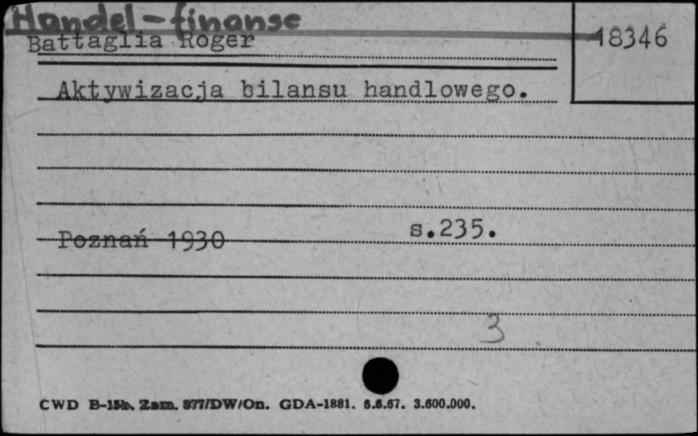 Handel - finanse
Battaglia Roger
18346
Aktywizacja bilansu handlowego.
Poznań 1930 s.235.
3
CWD B-15b. Zam. 877/DW/On. GDA-1881. 5.6.67. 3.600.000.